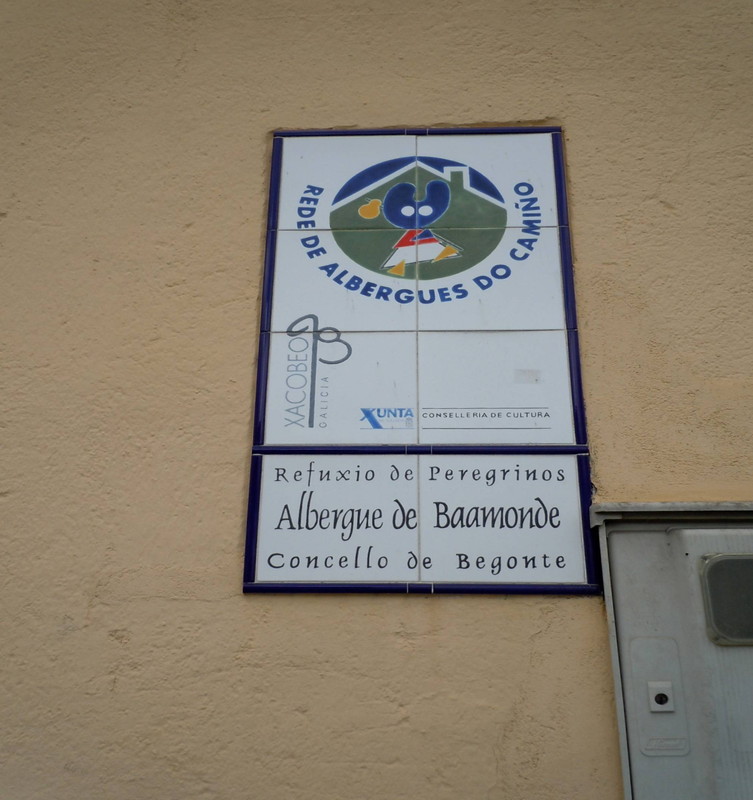 REDE DE ALBERGUES DO CAMIÑO
XACOBEO 93
GALICIA
XUNTA
CONSELLERIA DE CULTURA
Refuxio de Peregrinos
Albergue de Baamonde
Concello de Begonte